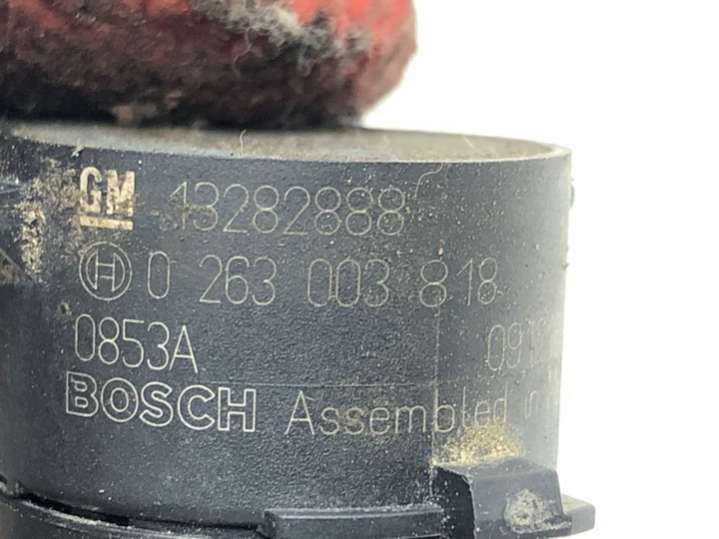 GM 13282888
0 263 003 818
0853A
BOSCH Assembled